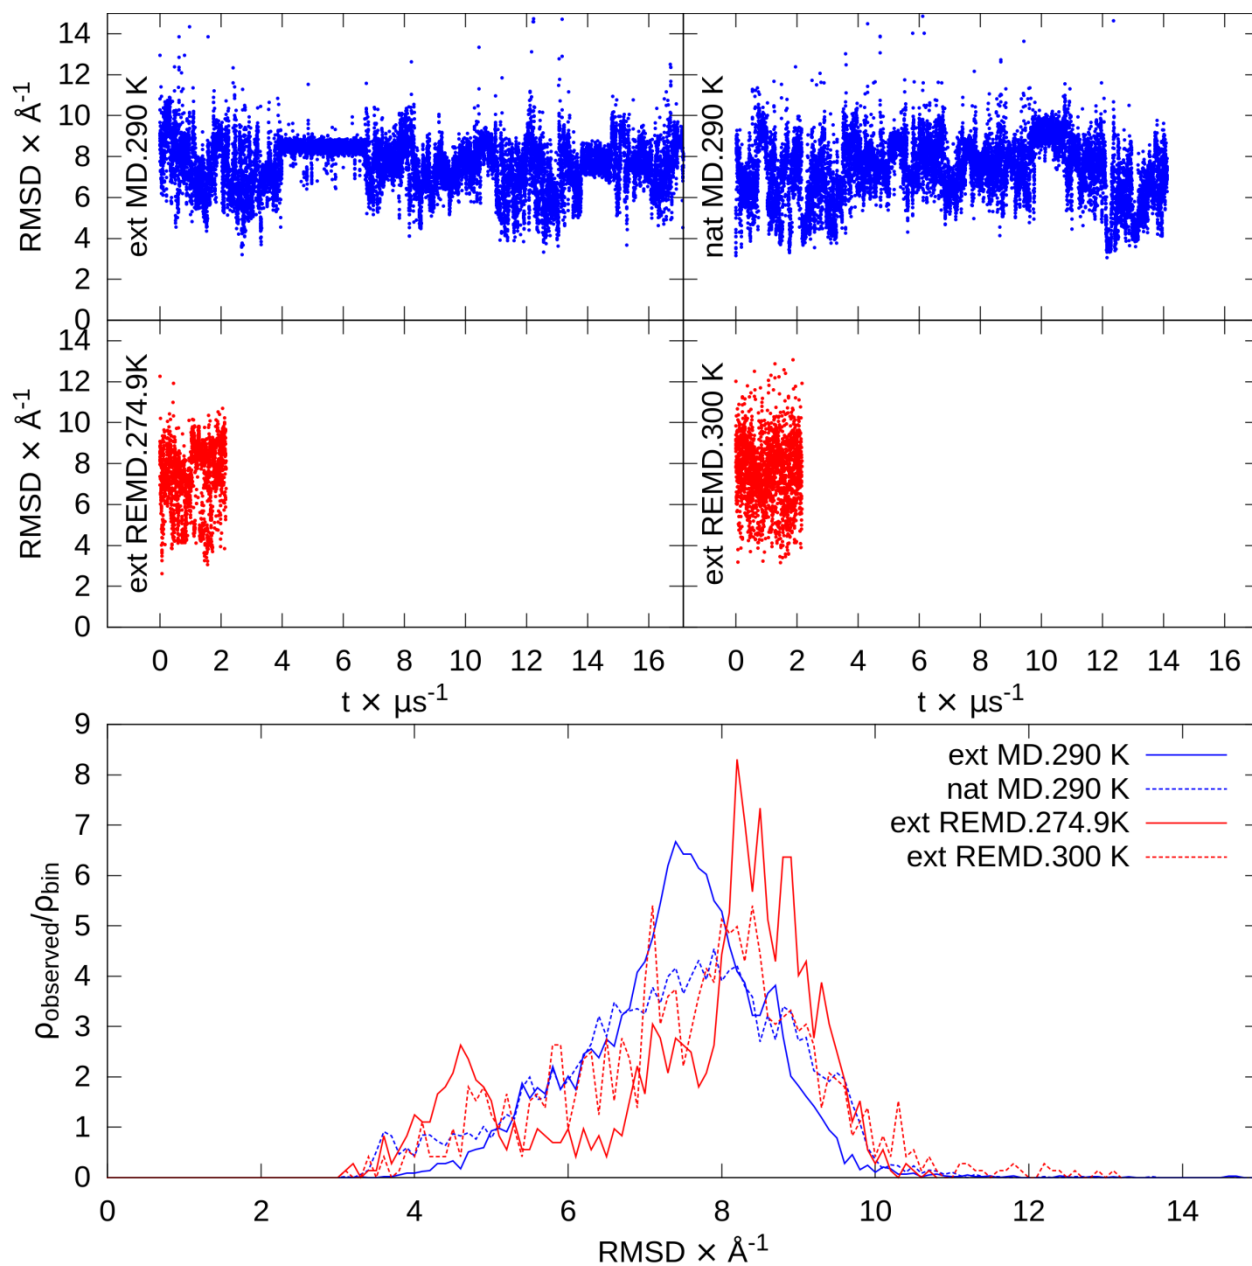 14
12
10
8
6
4
2
0
RMSD × Å-1
ext MD.290 K
nat MD.290 K
14
12
10
8
6
4
2
0
RMSD × Å-1
ext REMD.274.9K
ext REMD.300 K
0 2 4 6 8 10 12 14 16
0 2 4 6 8 10 12 14 16
t × µs-1
t × µs-1
9
8
7
6
5
4
3
2
1
0
ρobserved/ρbin
ext MD.290 K
nat MD.290 K
ext REMD.274.9K
ext REMD.300 K
0 2 4 6 8 10 12 14
RMSD × Å-1